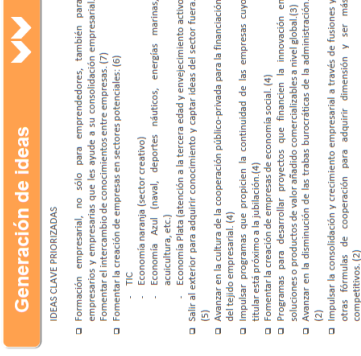 Generación de ideas
IDEAS CLAVE PRIORIZADAS
Formación empresarial, no sólo para emprendedores, también para
empresarios y empresarias que les ayude a su consolidación empresarial.
Fomentar el intercambio de conocimientos entre empresas. (7)
Fomentar la creación de empresas en sectores potenciales: (6)
- TIC
- Economía naranja (sector creativo)
- Economía Azul (naval, deportes náuticos, energías marinas,
acuicultura, etc.)
- Economía Plata (atención a la tercera edad y envejecimiento activo)
Salir al exterior para adquirir conocimiento y captar ideas del sector fuera.
(5)
Avanzar en la cultura de la cooperación público-privada para la financiación
del tejido empresarial. (4)
Impulsar programas que propicien la continuidad de las empresas cuyo
titular está próximo a la jubilación.(4)
Fomentar la creación de empresas de economía social. (4)
Programas para desarrollar proyectos que financien la innovación en
soluciones o productos de valor añadido comercializables a nivel global.(3)
Avanzar en la disminución de las trabas burocráticas de la administración.
(2)
Impulsar la consolidación y crecimiento empresarial a través de fusiones y
otras fórmulas de cooperación para adquirir dimensión y ser más
competitivos. (2)